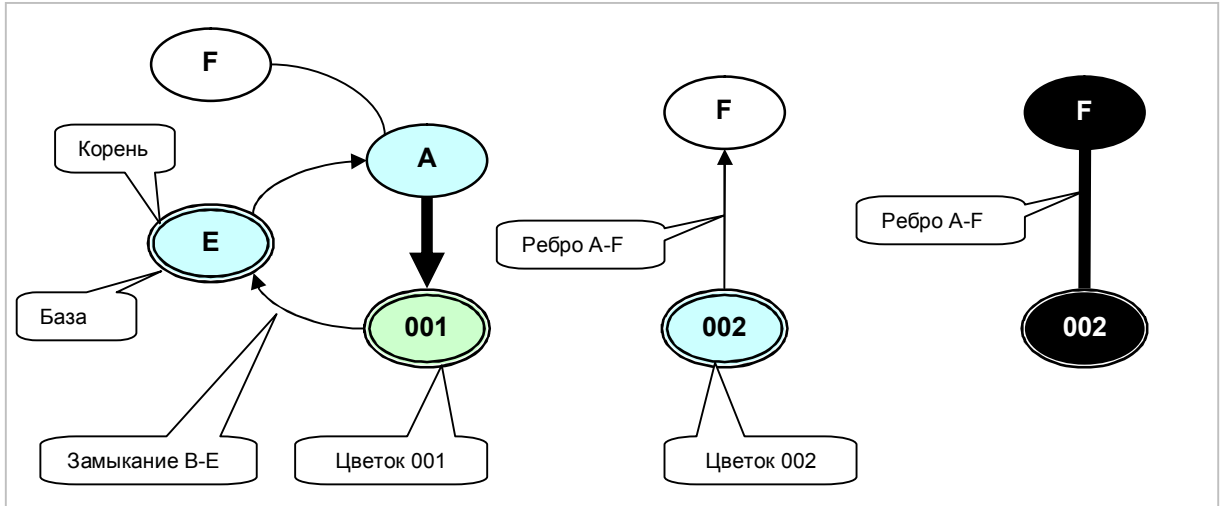 F
Корень
A
E
База
001
Замыкание B-E
Цветок 001
F
Ребро A-F
002
Цветок 002
F
Ребро A-F
002